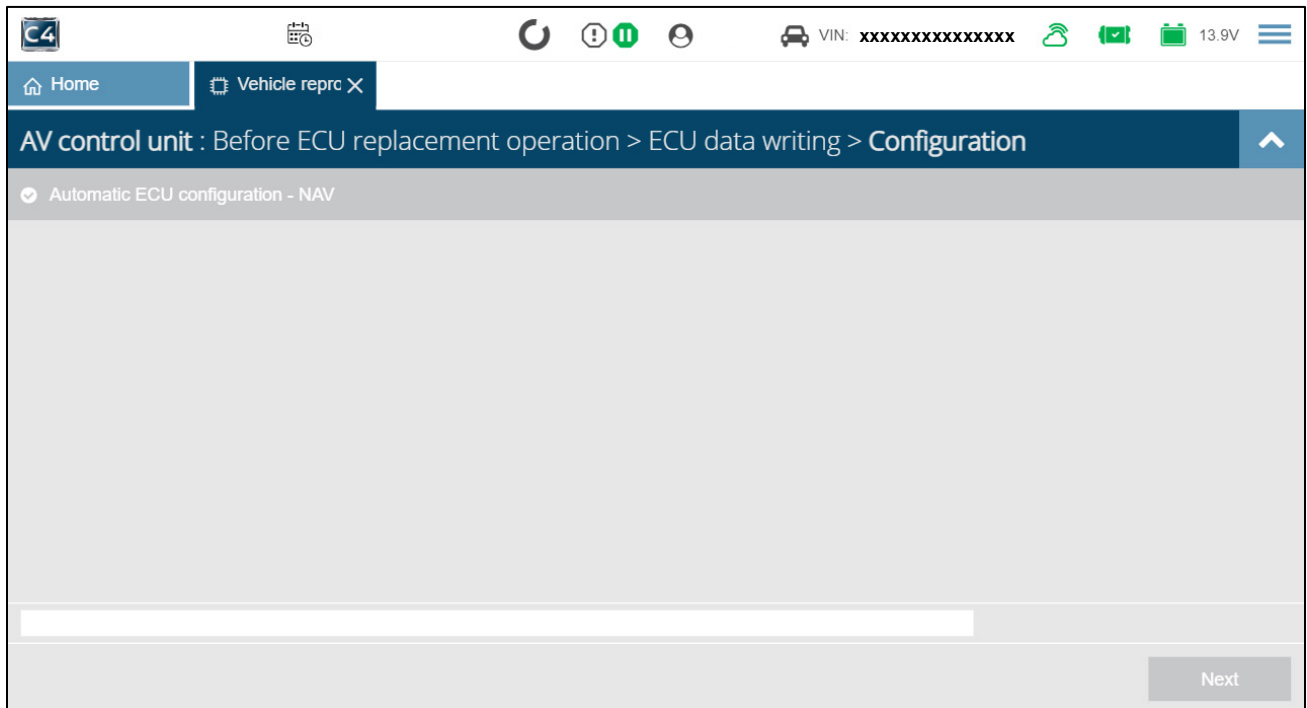 C4
VIN: xxxxxxxxxxxxxxx
13.9V
Home
Vehicle repro
AV control unit : Before ECU replacement operation > ECU data writing > Configuration
Automatic ECU configuration - NAV
Next